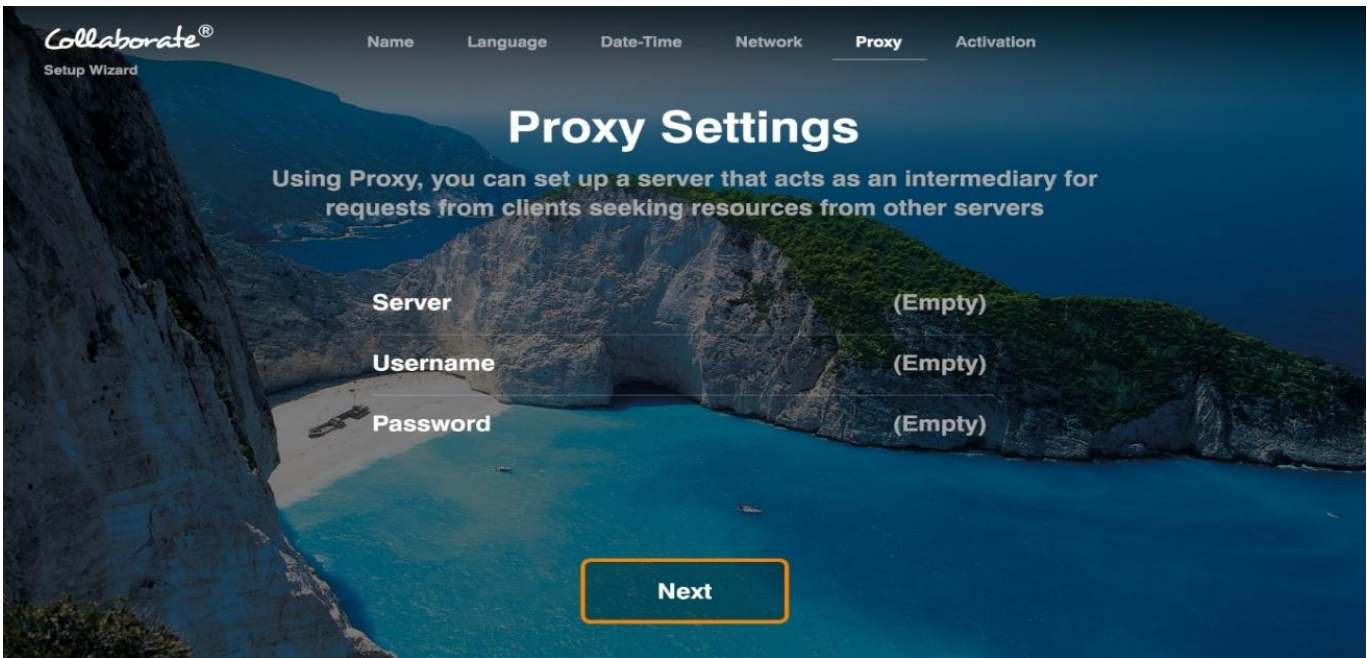 Collaborate®
Setup Wizard
Name Language Date-Time Network Proxy Activation
Proxy Settings
Using Proxy, you can set up a server that acts as an intermediary for
requests from clients seeking resources from other servers
Server (Empty)
Username (Empty)
Password (Empty)
Next